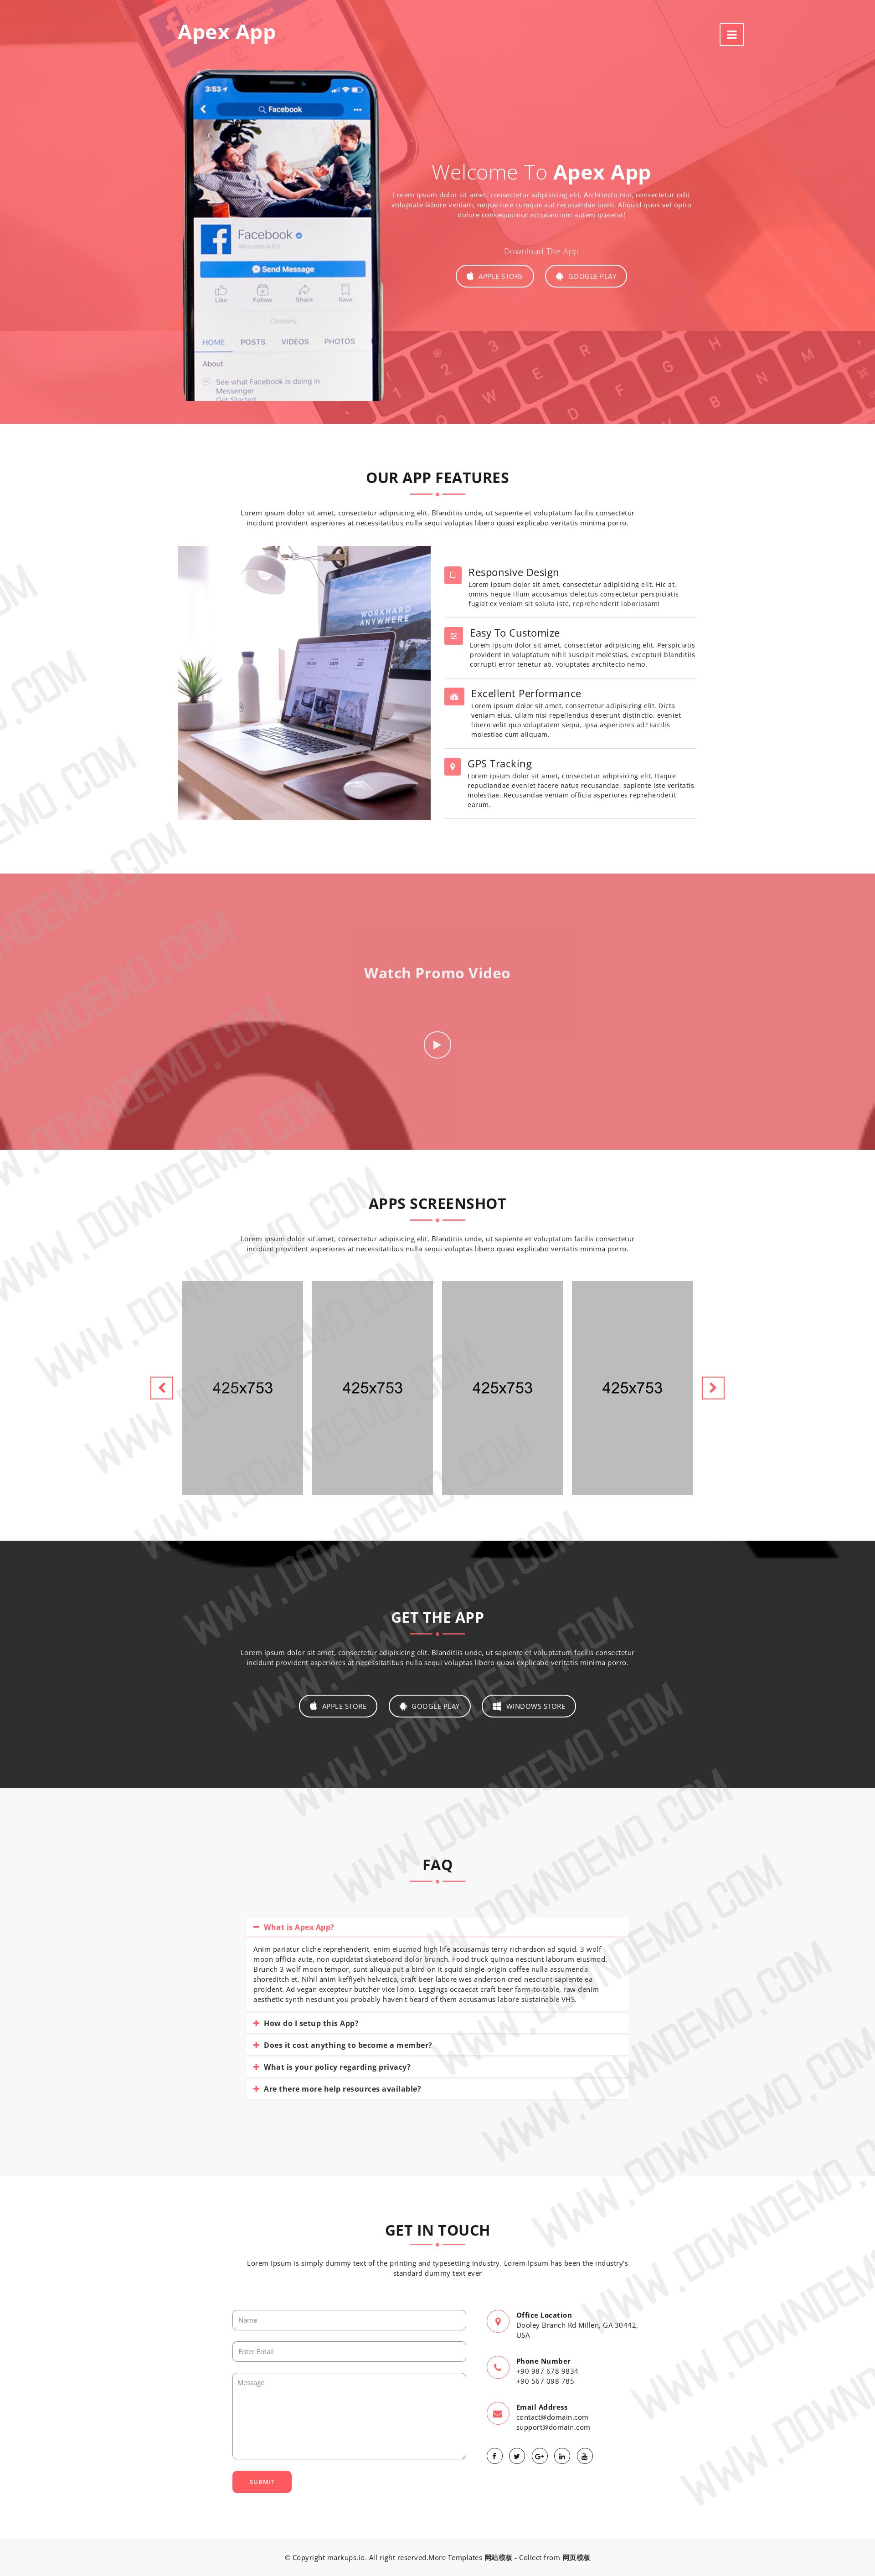 Apex App
3:53
Facebook
Facebook
Send Message
Like
Follow
Share
Save
Company
HOME
POSTS
VIDEOS
PHOTOS
About
See what Facebook is doing in
Messenger
Get Started
Welcome To Apex App
Lorem ipsum dolor sit amet, consectetur adipisicing elit. Architecto nisi, consectetur odit
voluptate labore veniam, neque iure cumque aut recusandae iusto. Aliquid quos vel optio
dolore consequuntur accusantium autem quaerat!
Download The App
APPLE STORE
GOOGLE PLAY
OUR APP FEATURES
Lorem ipsum dolor sit amet, consectetur adipisicing elit. Blanditiis unde, ut sapiente et voluptatum facilis consectetur
incidunt provident asperiores at necessitatibus nulla sequi voluptas libero quasi explicabo veritatis minima porro.
WORK HARD
ANYWHERE
Responsive Design
Lorem ipsum dolor sit amet, consectetur adipisicing elit. Hic at,
omnis neque illum accusamus delectus consectetur perspiciatis
fugiat ex veniam sit soluta iste, reprehenderit laboriosam!
Easy To Customize
Lorem ipsum dolor sit amet, consectetur adipisicing elit. Perspiciatis
provident in voluptatum nihil suscipit molestias, excepturi blanditiis
corrupti error tenetur ab, voluptates architecto nemo.
Excellent Performance
Lorem ipsum dolor sit amet, consectetur adipisicing elit. Dicta
veniam eius, ullam nisi repellendus deserunt distinctio, eveniet
libero velit quo voluptatem sequi, ipsa asperiores ad? Facilis
molestiae cum aliquam.
GPS Tracking
Lorem ipsum dolor sit amet, consectetur adipisicing elit. Itaque
repudiandae eveniet facere natus recusandae, sapiente iste veritatis
molestiae. Recusandae veniam officia asperiores reprehenderit
earum.
Watch Promo Video
APPS SCREENSHOT
Lorem ipsum dolor sit amet, consectetur adipisicing elit. Blanditiis unde, ut sapiente et voluptatum facilis consectetur
incidunt provident asperiores at necessitatibus nulla sequi voluptas libero quasi explicabo veritatis minima porro.
425x753
425x753
425x753
425x753
GET THE APP
Lorem ipsum dolor sit amet, consectetur adipisicing elit. Blanditiis unde, ut sapiente et voluptatum facilis consectetur
incidunt provident asperiores at necessitatibus nulla sequi voluptas libero quasi explicabo veritatis minima porro.
APPLE STORE
GOOGLE PLAY
WINDOWS STORE
FAQ
What is Apex App?
Anim pariatur cliche reprehenderit, enim eiusmod high life accusamus terry richardson ad squid. 3 wolf
moon officia aute, non cupidatat skateboard dolor brunch. Food truck quinoa nesciunt laborum eiusmod.
Brunch 3 wolf moon tempor, sunt aliqua put a bird on it squid single-origin coffee nulla assumenda
shoreditch et. Nihil anim keffiyeh helvetica, craft beer labore wes anderson cred nesciunt sapiente ea
proident. Ad vegan excepteur butcher vice lomo. Leggings occaecat craft beer farm-to-table, raw denim
aesthetic synth nesciunt you probably haven't heard of them accusamus labore sustainable VHS.
How do I setup this App?
Does it cost anything to become a member?
What is your policy regarding privacy?
Are there more help resources available?
GET IN TOUCH
Lorem Ipsum is simply dummy text of the printing and typesetting industry. Lorem Ipsum has been the industry's
standard dummy text ever
Name
Enter Email
Message
SUBMIT
Office Location
Dooley Branch Rd Millen, GA 30442,
USA
Phone Number
+90 987 678 9834
+90 567 098 785
Email Address
contact@domain.com
support@domain.com
© Copyright markups.io. All right reserved.More Templates 网站模板 - Collect from 网页模板
WWW.DOWNDEMO.COM